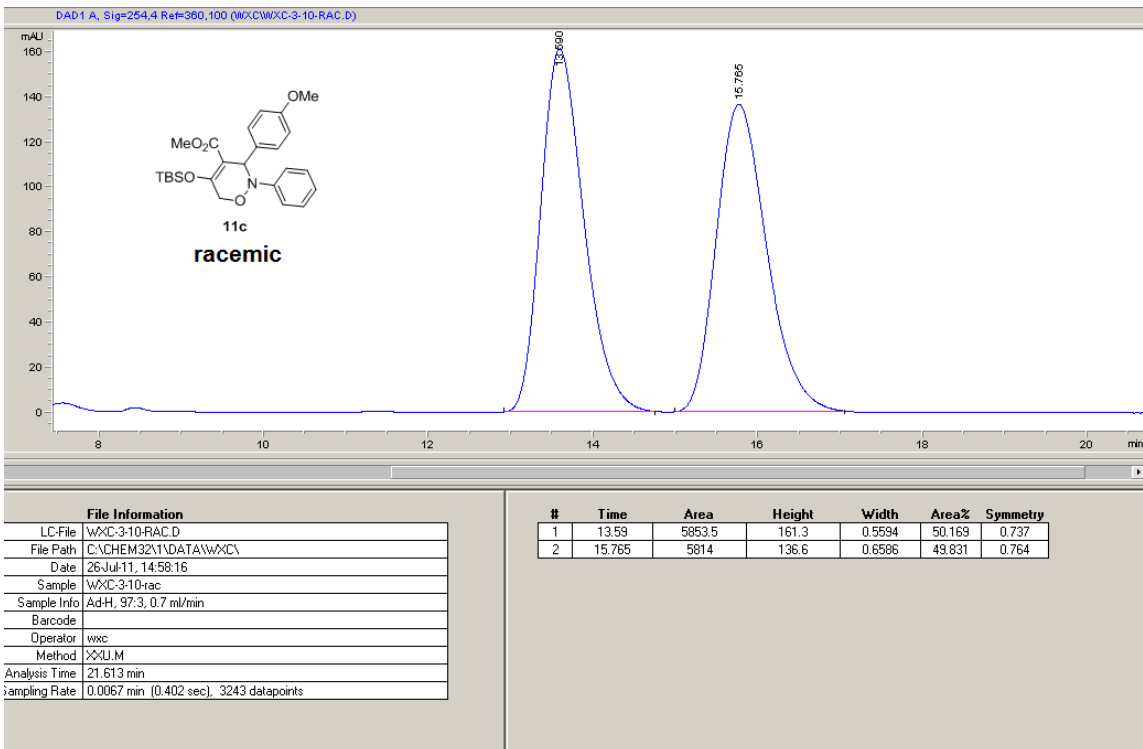 DAD1 A, Sig=254,4 Ref=360,100 (WXC\WXC-3-10-RAC.D)
mAU
160
140
120
100
80
60
40
20
0
13.590
15.765
OMe
MeO₂C
TBSO
N
O
11c
racemic
8 10 12 14 16 18 20 min
File Information
LC-File WXC-3-10-RAC.D
File Path C:\CHEM32\1\DATA\WXC\
Date 26-Jul-11, 14:58:16
Sample WXC-3-10-rac
Sample Info Ad-H, 97:3, 0.7 ml/min
Barcode
Operator wxc
Method XXU.M
Analysis Time 21.613 min
Sampling Rate 0.0067 min (0.402 sec), 3243 datapoints
# Time Area Height Width Area% Symmetry
1 13.59 5853.5 161.3 0.5594 50.169 0.737
2 15.765 5814 136.6 0.6586 49.831 0.764